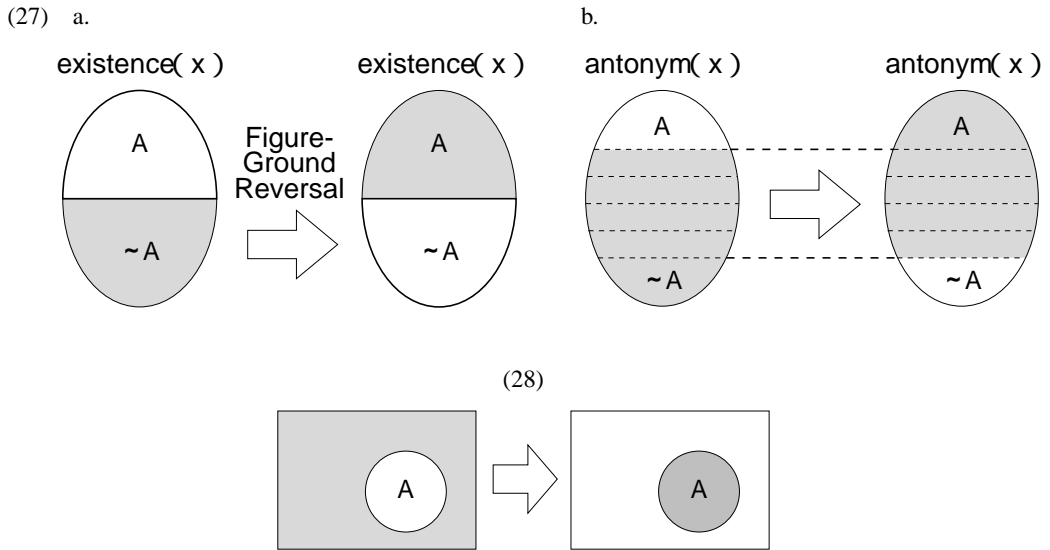 (27) a. b.
existence( x ) existence( x ) antonym( x ) antonym( x )
A Figure-
Ground
Reversal A A A
~A ~A ~A ~A
(28)
A A